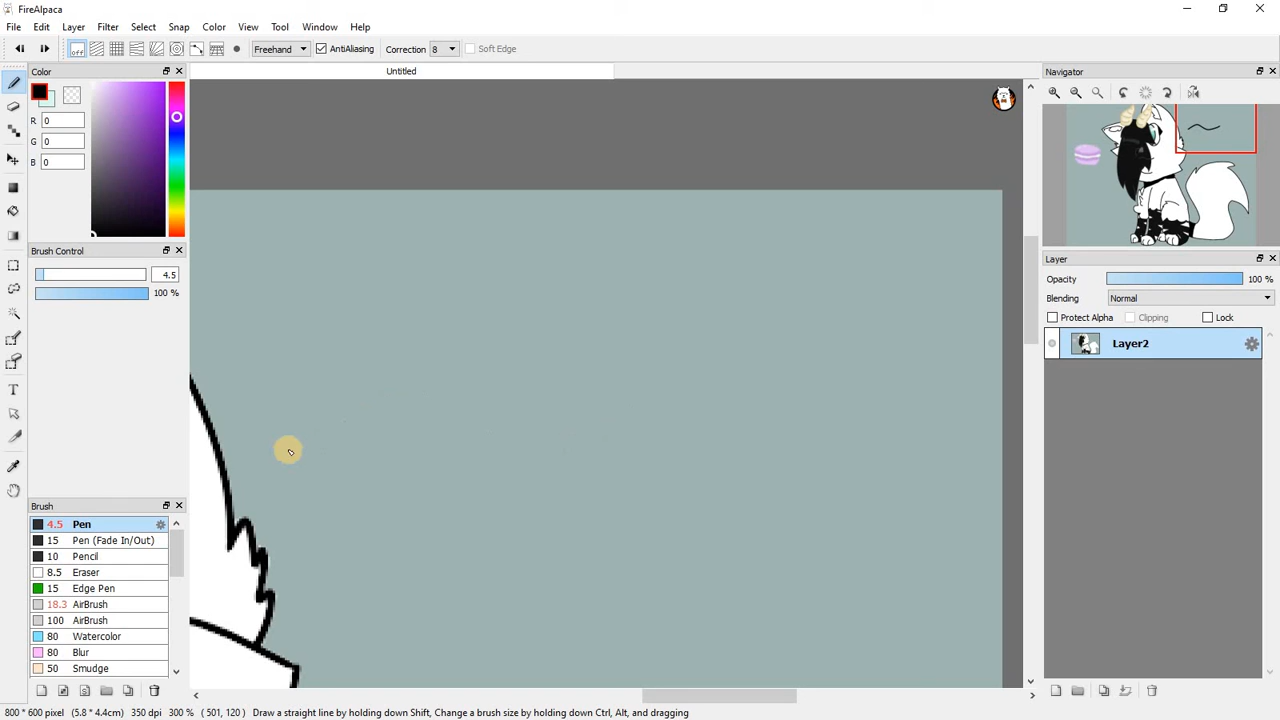 FireAlpaca
File Edit Layer Filter Select Snap Color View Tool Window Help
off Freehand AntiAliasing Correction 8 Soft Edge
Color
Untitled
Navigator
R 0
G 0
B 0
Brush Control
4.5
100 %
Layer
Opacity 100 %
Blending Normal
Protect Alpha Clipping Lock
Layer2
Brush
4.5 Pen
15 Pen (Fade In/Out)
10 Pencil
8.5 Eraser
15 Edge Pen
18.3 AirBrush
100 AirBrush
80 Watercolor
80 Blur
50 Smudge
800 * 600 pixel (5.8 * 4.4cm) 350 dpi 300 % ( 501, 120 ) Draw a straight line by holding down Shift, Change a brush size by holding down Ctrl, Alt, and dragging